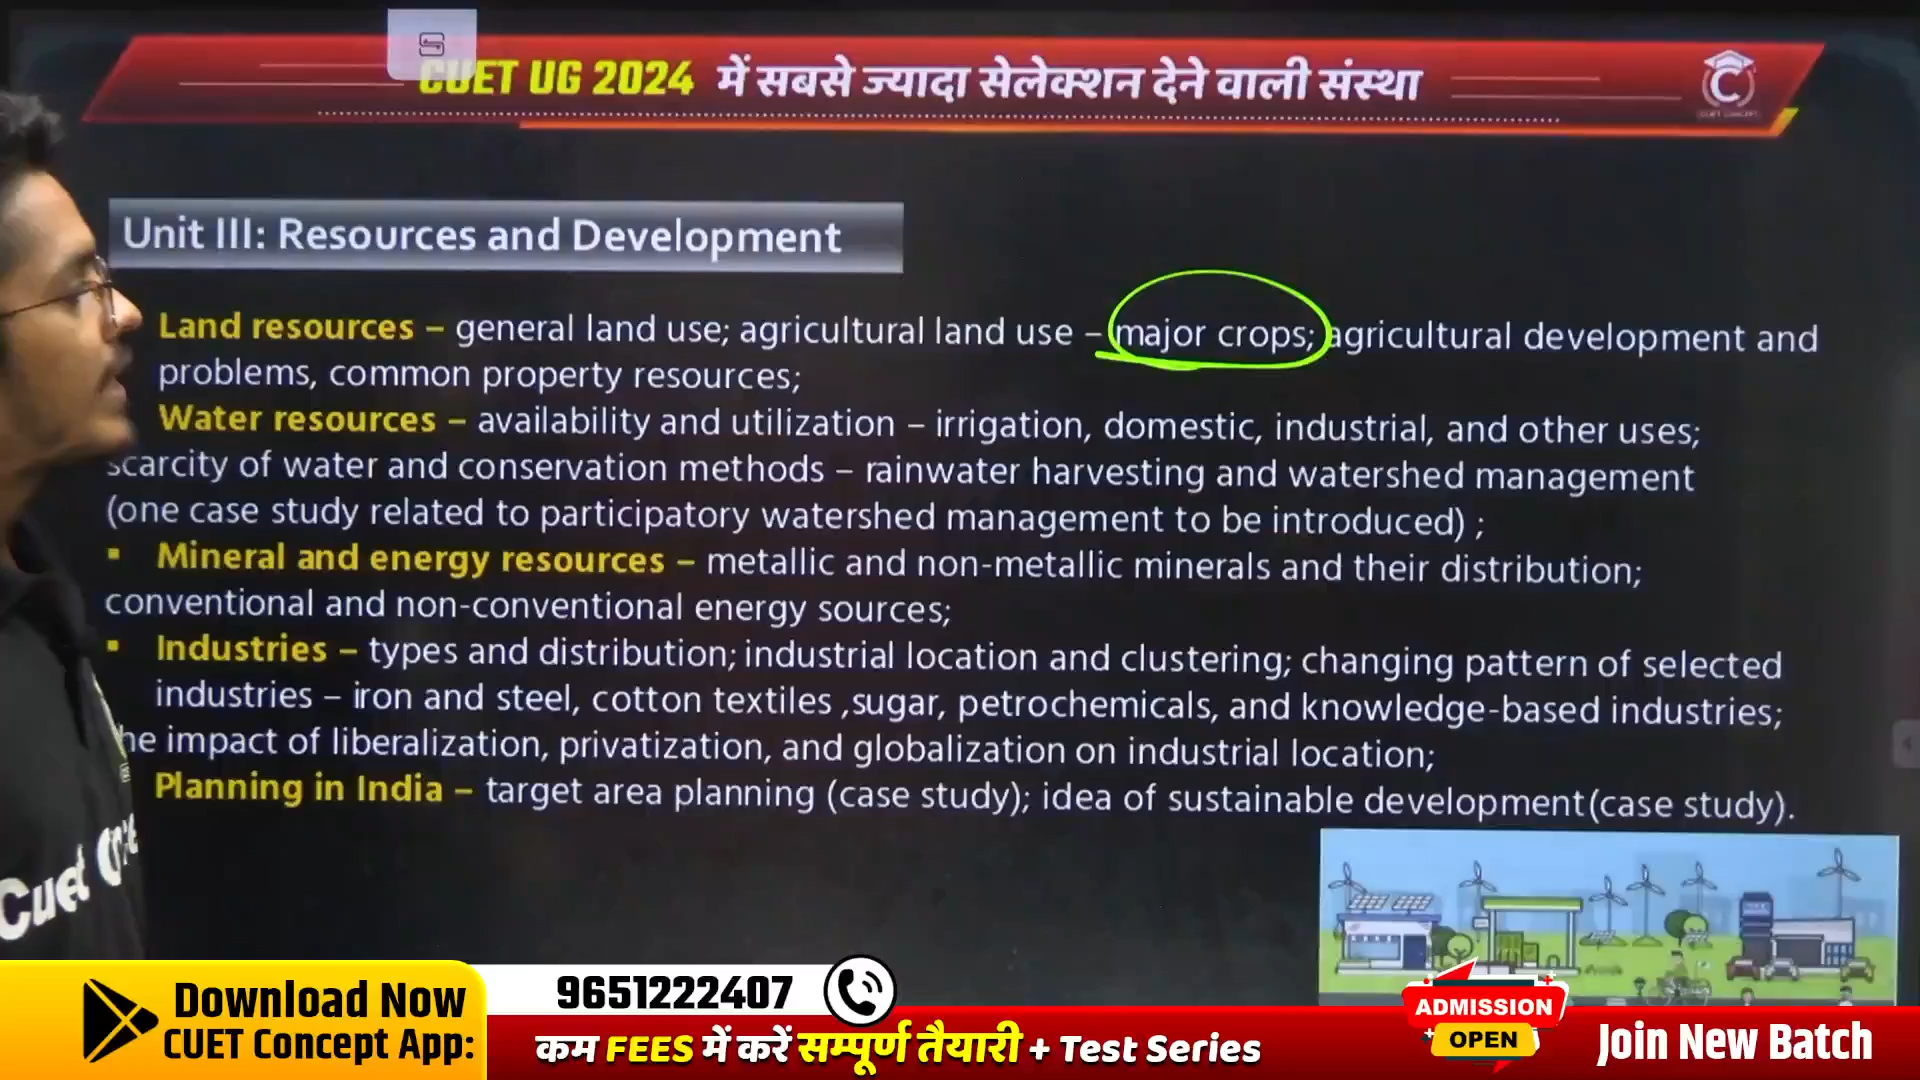 CUET UG 2024 में सबसे ज्यादा सेलेक्शन देने वाली संस्था
CUET CONCEPT
Unit III: Resources and Development
Land resources – general land use; agricultural land use – major crops; agricultural development and
problems, common property resources;
Water resources – availability and utilization – irrigation, domestic, industrial, and other uses;
scarcity of water and conservation methods – rainwater harvesting and watershed management
(one case study related to participatory watershed management to be introduced) ;
▪ Mineral and energy resources – metallic and non-metallic minerals and their distribution;
conventional and non-conventional energy sources;
▪ Industries – types and distribution; industrial location and clustering; changing pattern of selected
industries – iron and steel, cotton textiles ,sugar, petrochemicals, and knowledge-based industries;
he impact of liberalization, privatization, and globalization on industrial location;
Planning in India – target area planning (case study); idea of sustainable development(case study).
Cuet
Download Now
CUET Concept App:
9651222407
कम FEES में करें सम्पूर्ण तैयारी + Test Series
ADMISSION
OPEN
Join New Batch